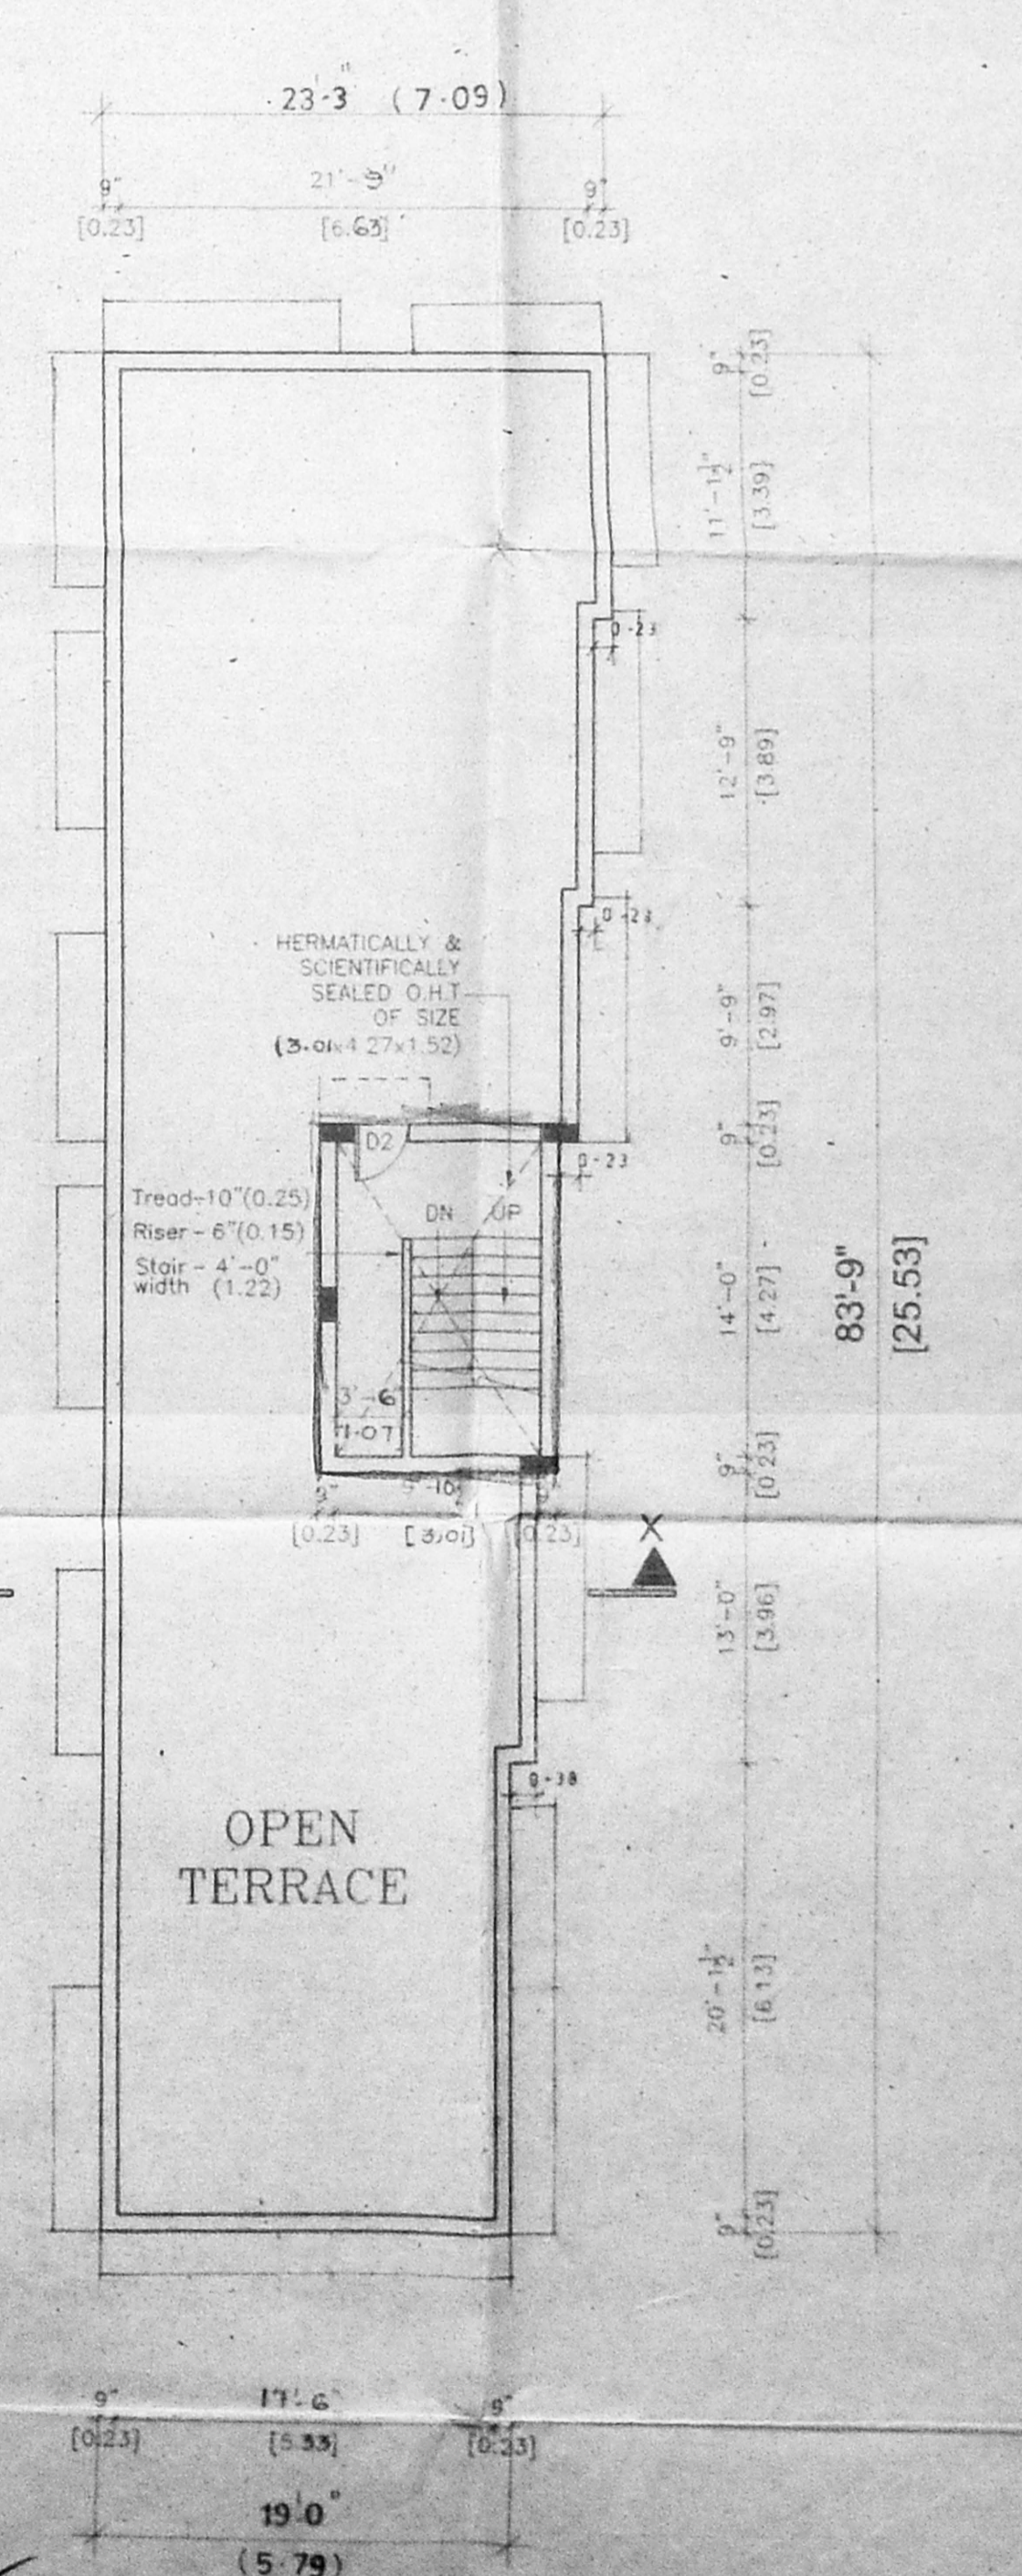 23'-3" (7.09)
9" 21'-9" 9"
[0.23] [6.63] [0.23]
9"
[0.23]
11'-1½"
[3.39]
0-23
12'-9"
[3.89]
0-23
HERMATICALLY &
SCIENTIFICALLY
SEALED O.H.T
OF SIZE
(3.01x4.27x1.52)
9'-9"
[2.97]
9"
[0.23]
D2
0-23
Tread-10"(0.25)
Riser-6"(0.15)
Stair-4'-0"
width (1.22)
DN UP
14'-0"
[4.27]
83'-9"
[25.53]
3'-6"
1.07
9"
[0.23]
9'-10"
[0.23] [3.01] [0.23]
X
13'-0"
[3.96]
0-38
OPEN
TERRACE
20'-1½"
[6.13]
9"
[0.23]
9" 17'-6" 9"
[0.23] [5.33] [0.23]
19'0"
(5.79)